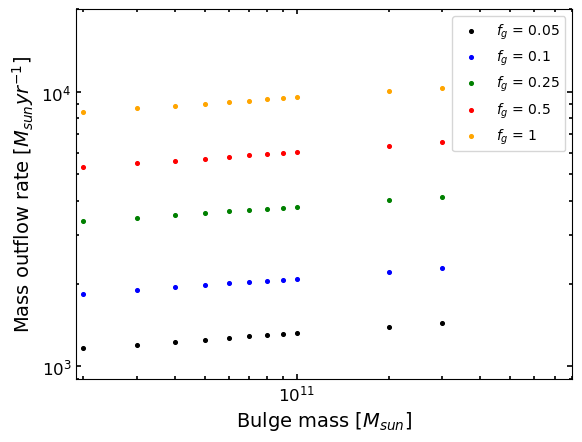 Mass outflow rate [M_{sun}yr^{-1}]
10^4
10^3
10^{11}
Bulge mass [M_{sun}]
f_g = 0.05
f_g = 0.1
f_g = 0.25
f_g = 0.5
f_g = 1